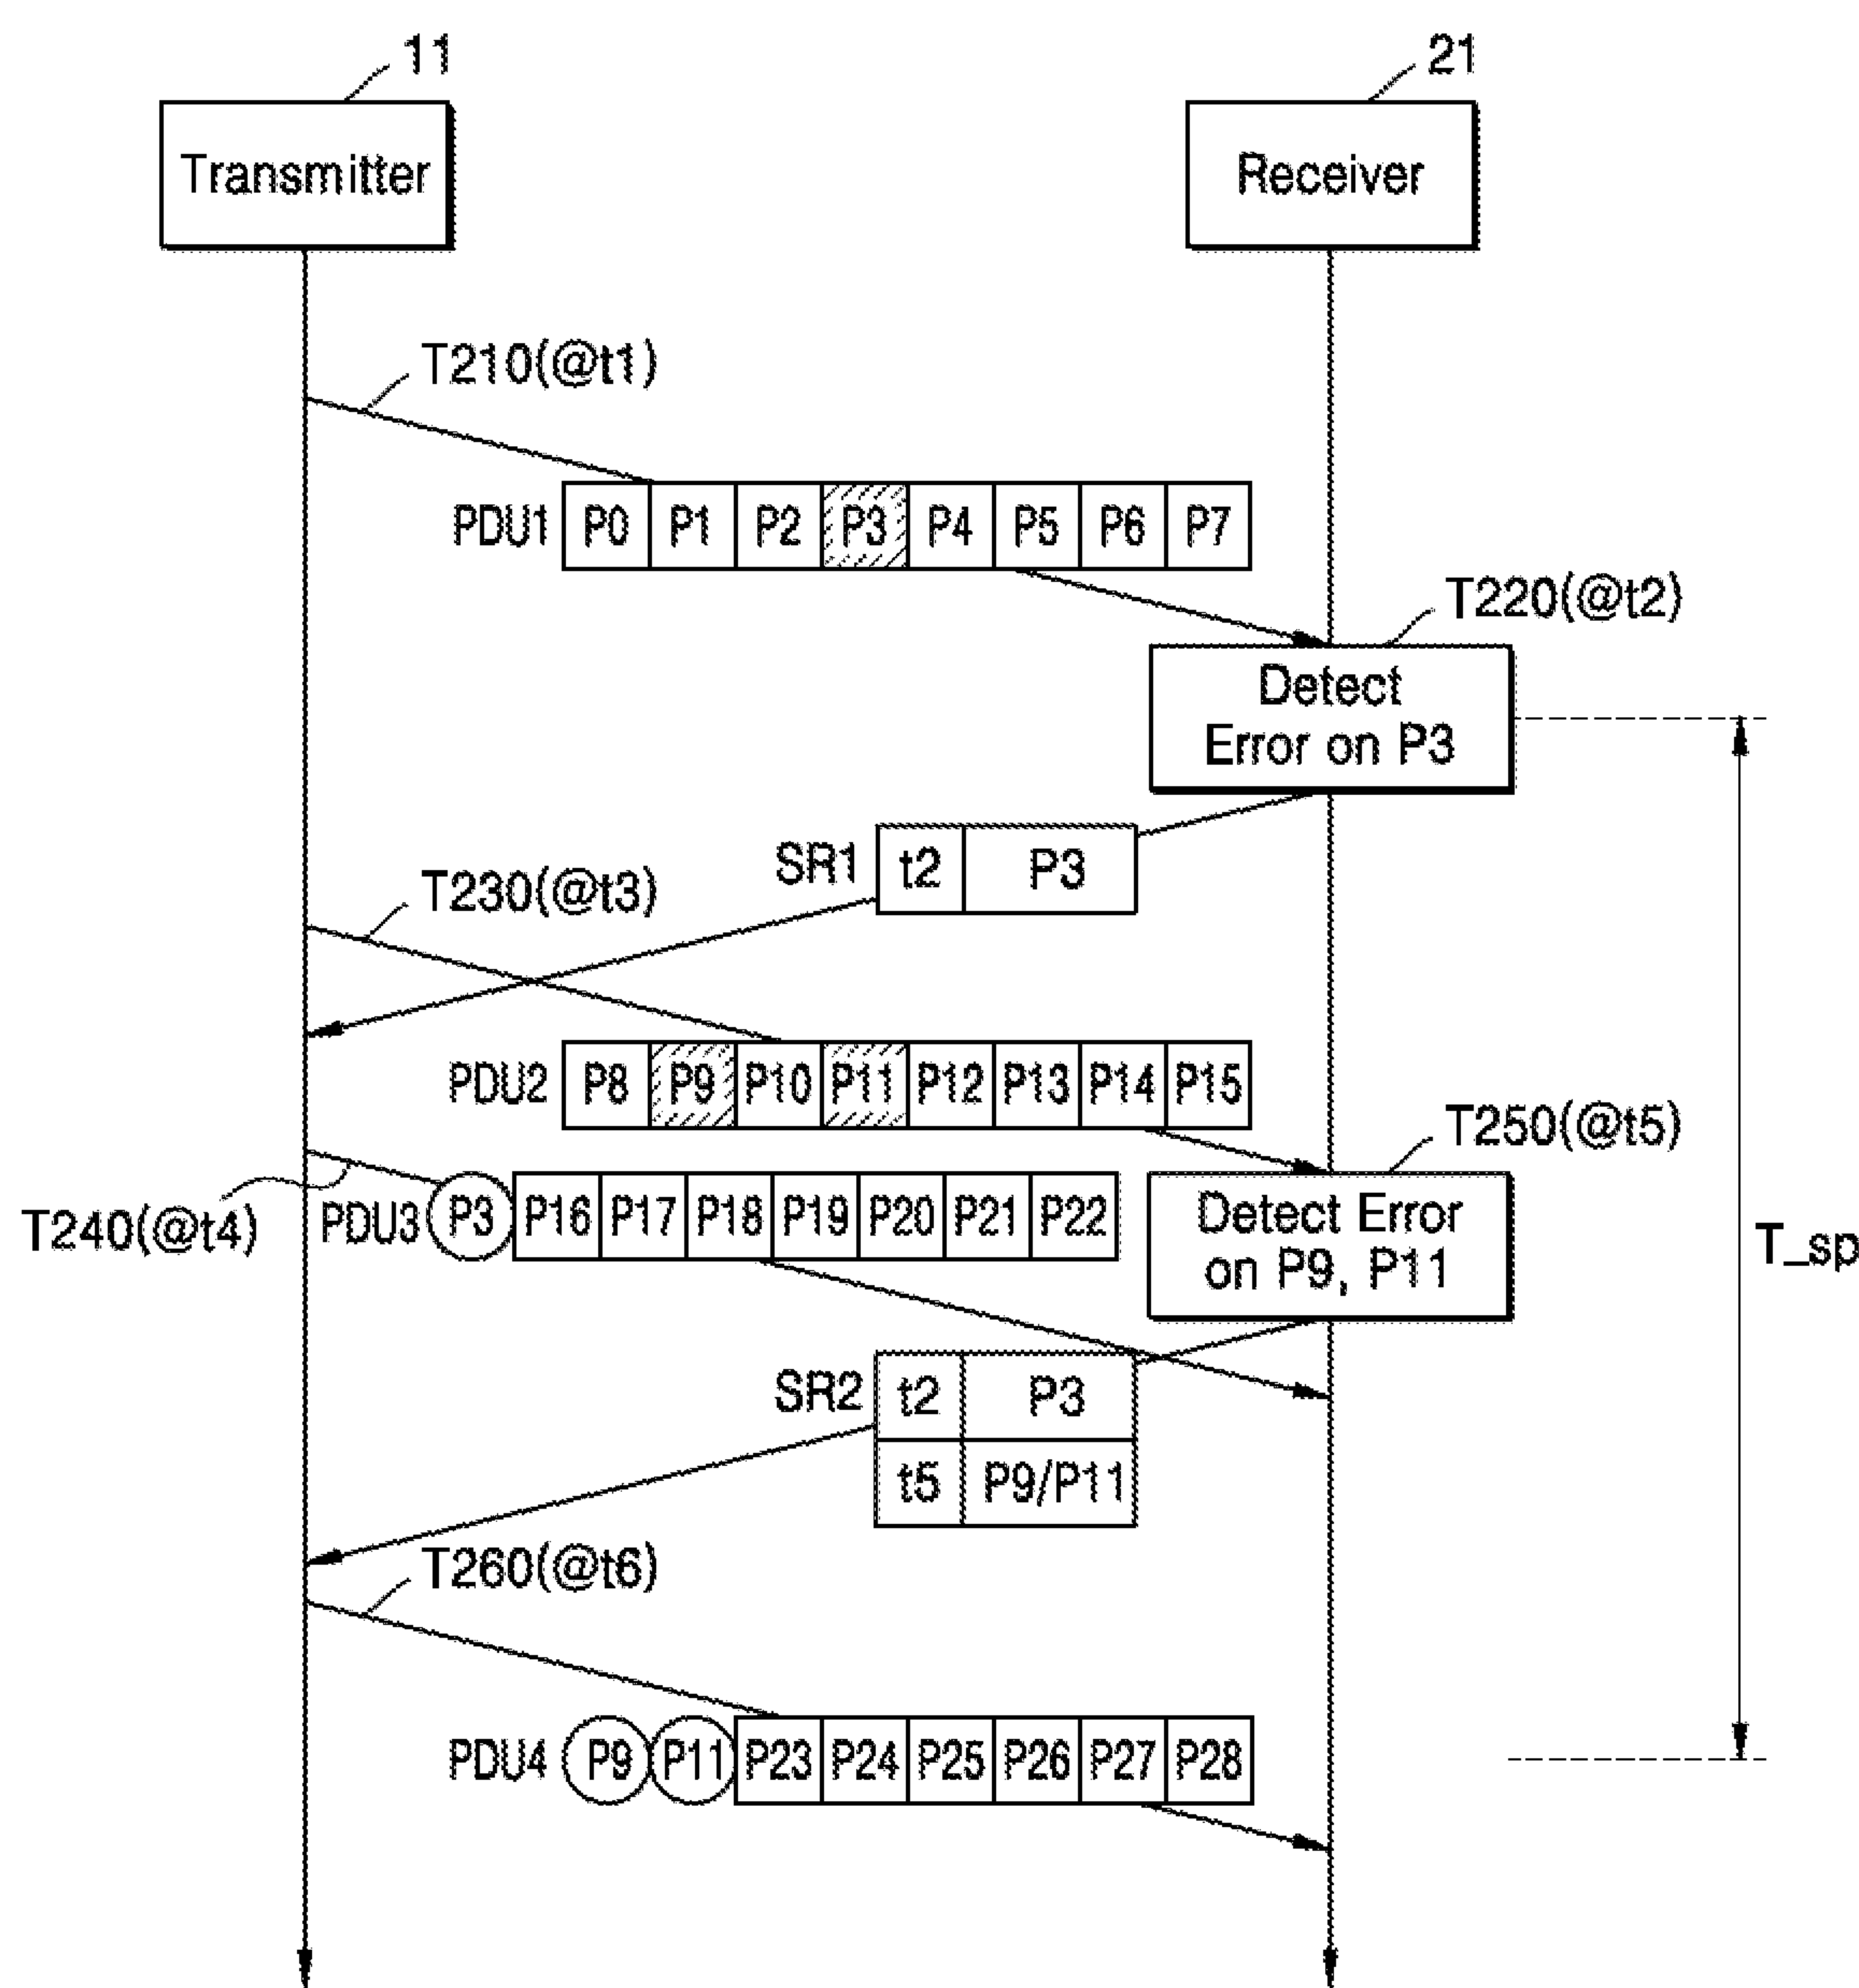 11
21
Transmitter
Receiver
T210(@t1)
PDU1 P0 P1 P2 P3 P4 P5 P6 P7
T220(@t2)
Detect
Error on P3
SR1 t2 P3
T230(@t3)
PDU2 P8 P9 P10 P11 P12 P13 P14 P15
T250(@t5)
T240(@t4)
PDU3 P3 P16 P17 P18 P19 P20 P21 P22
Detect Error
on P9, P11
T_sp
SR2 t2 P3
t5 P9/P11
T260(@t6)
PDU4 P9 P11 P23 P24 P25 P26 P27 P28